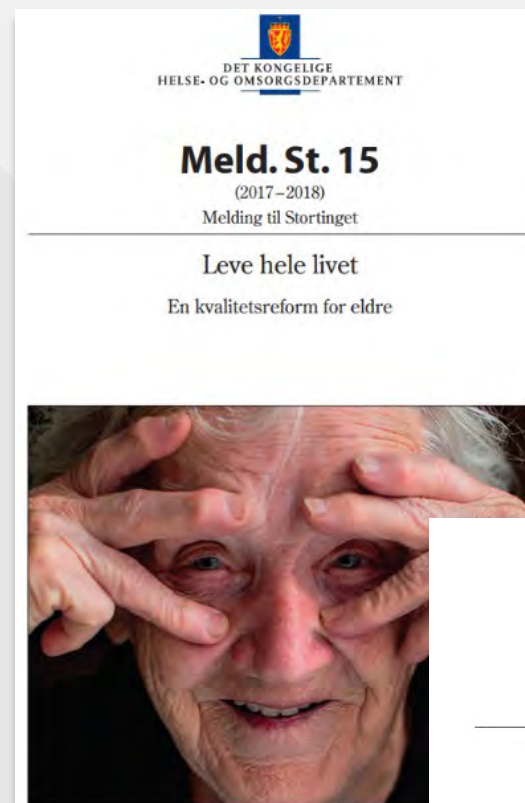 DET KONGELIGE
HELSE- OG OMSORGSDEPARTEMENT
Meld. St. 15
(2017–2018)
Melding til Stortinget
Leve hele livet
En kvalitetsreform for eldre